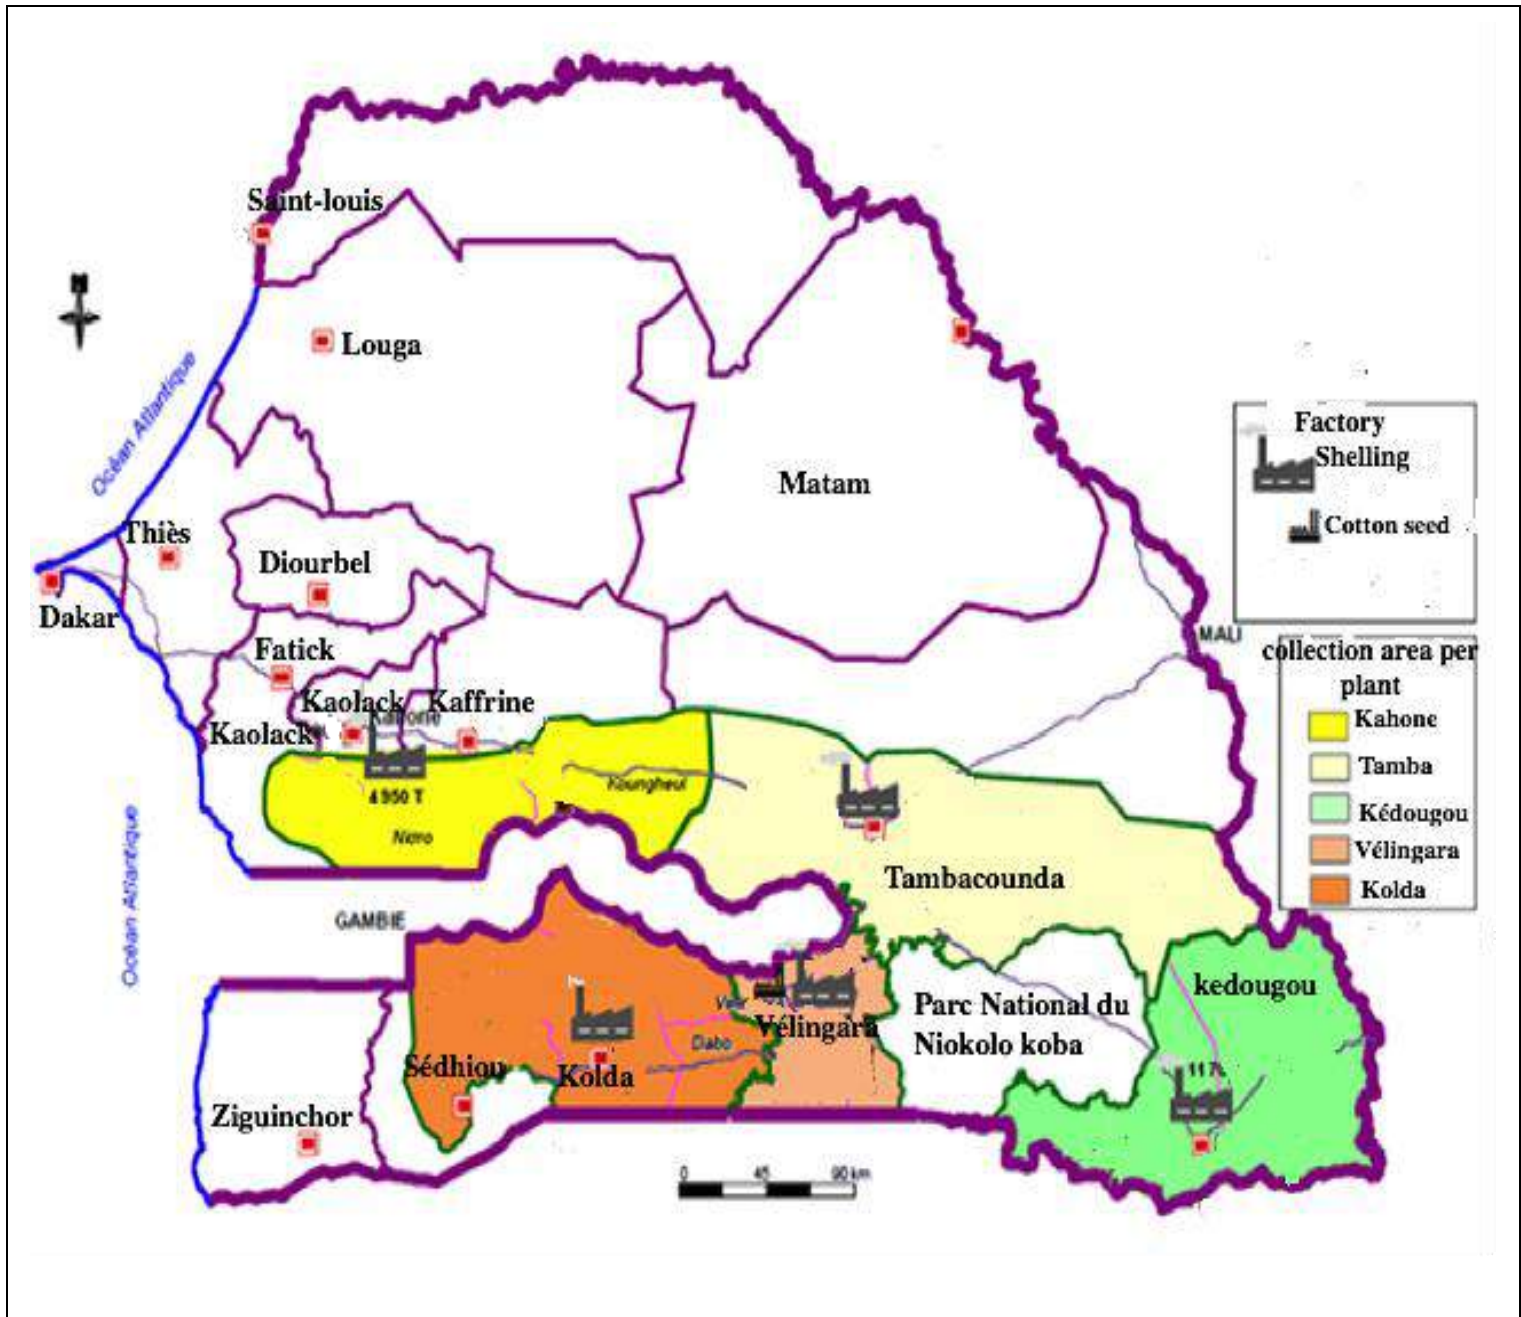 Saint-louis
Louga
Océan Atlantique
Matam
Thiès
Diourbel
Dakar
Fatick
Kaolack
Kaffrine
Kahone
Kaolack
4 950 T
Koungheul
Nioro
Tambacounda
GAMBIE
Océan Atlantique
MALI
Factory
Shelling
Cotton seed
collection area per
plant
Kahone
Tamba
Kédougou
Vélingara
Kolda
Parc National du
Niokolo koba
kedougou
Vélingara
Dabo
Sédhiou
Kolda
Ziguinchor
0 45 90 km